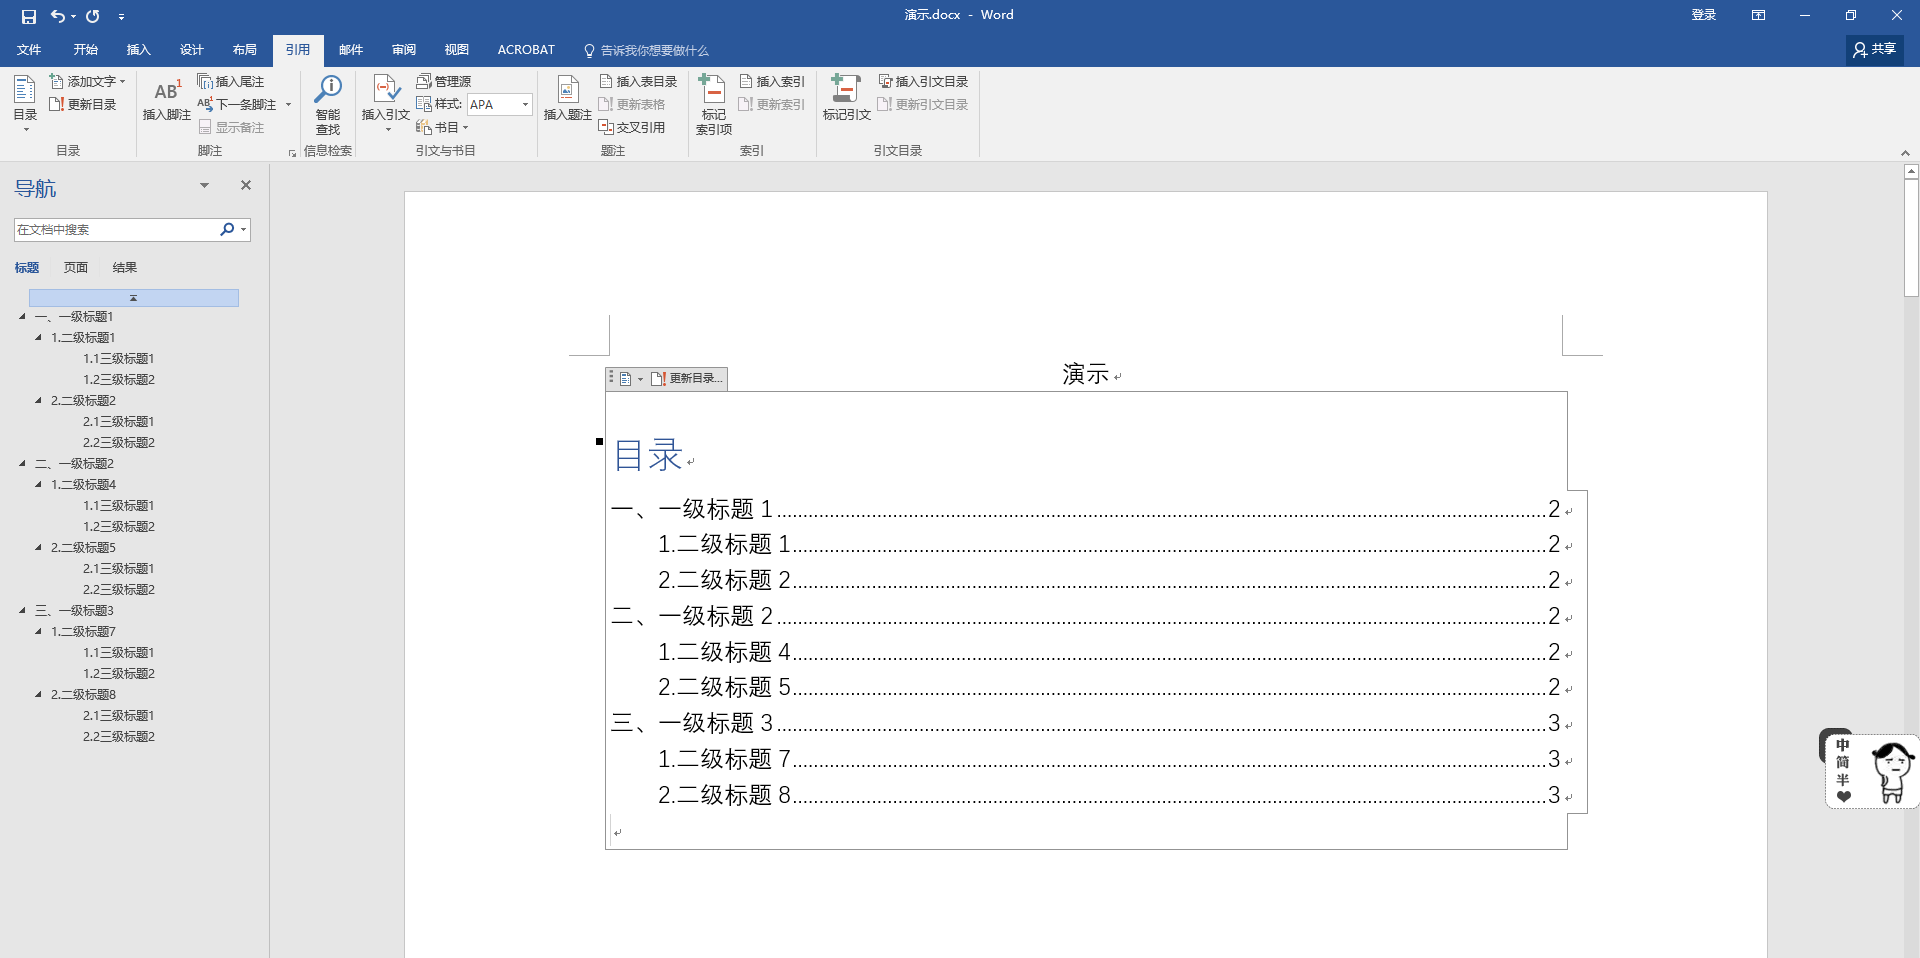 演示.docx - Word
登录
文件 开始 插入 设计 布局 引用 邮件 审阅 视图 ACROBAT 告诉我你想要做什么
共享
目录
添加文字
更新目录
目录
AB1
插入脚注
插入尾注
AB1 下一条脚注
显示备注
脚注
智能
查找
信息检索
插入引文
管理源
样式: APA
书目
引文与书目
插入题注
插入表目录
更新表格
交叉引用
题注
标记
索引项
插入索引
更新索引
索引
标记引文
插入引文目录
更新引文目录
引文目录
导航
在文档中搜索
标题 页面 结果
一、一级标题1
1.二级标题1
1.1三级标题1
1.2三级标题2
2.二级标题2
2.1三级标题1
2.2三级标题2
二、一级标题2
1.二级标题4
1.1三级标题1
1.2三级标题2
2.二级标题5
2.1三级标题1
2.2三级标题2
三、一级标题3
1.二级标题7
1.1三级标题1
1.2三级标题2
2.二级标题8
2.1三级标题1
2.2三级标题2
更新目录...
演示
目录
一、一级标题 1 2
1.二级标题 1 2
2.二级标题 2 2
二、一级标题 2 2
1.二级标题 4 2
2.二级标题 5 2
三、一级标题 3 3
1.二级标题 7 3
2.二级标题 8 3
中
简
半